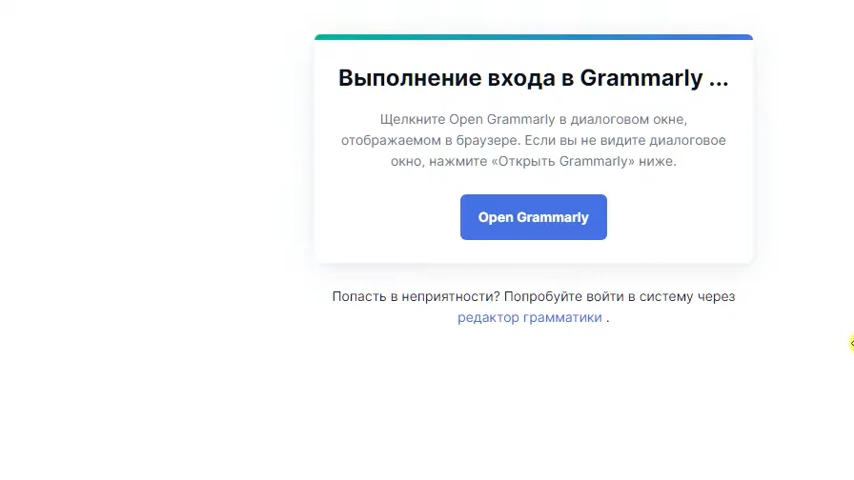 Выполнение входа в Grammarly ...
Щелкните Open Grammarly в диалоговом окне,
отображаемом в браузере. Если вы не видите диалоговое
окно, нажмите «Открыть Grammarly» ниже.
Open Grammarly
Попасть в неприятности? Попробуйте войти в систему через
редактор грамматики .